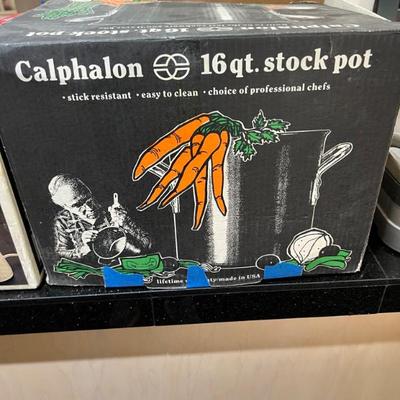 Calphalon 16 qt. stock pot
• stick resistant • easy to clean • choice of professional chefs
lifetime made in USA